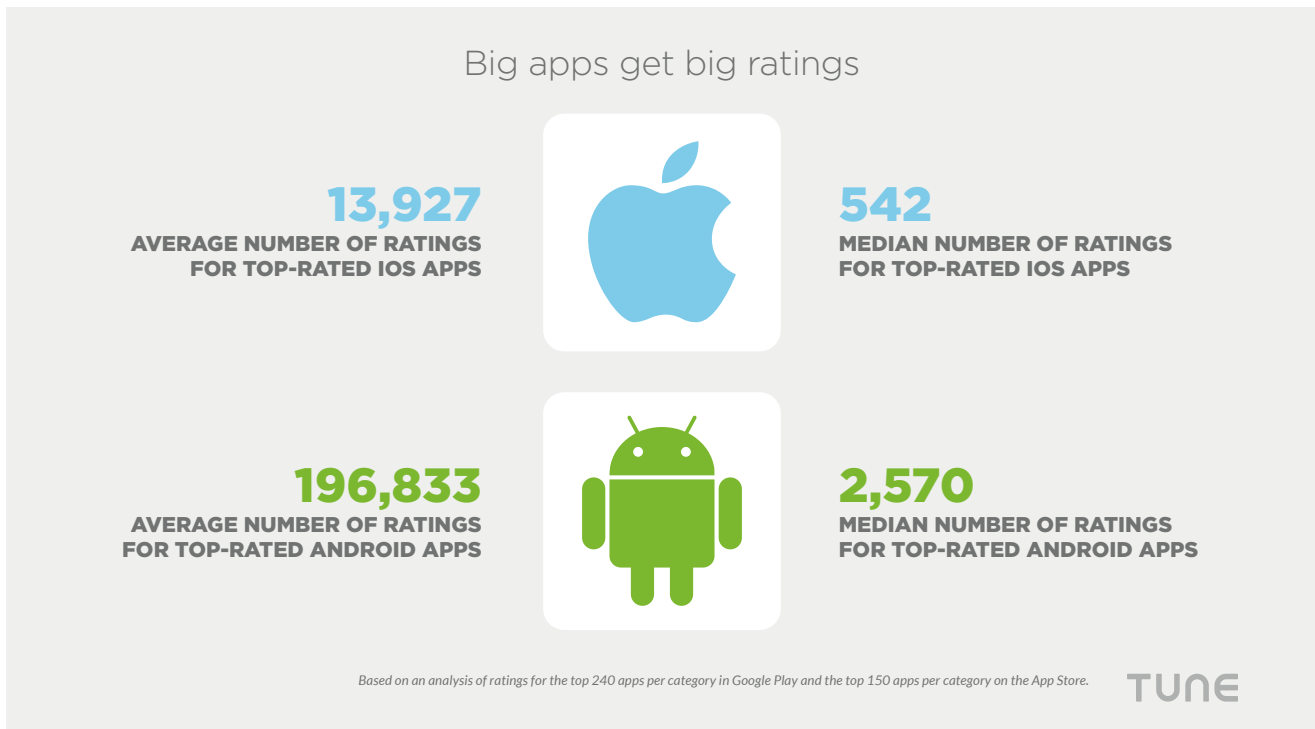 Big apps get big ratings
13,927
AVERAGE NUMBER OF RATINGS
FOR TOP-RATED IOS APPS
542
MEDIAN NUMBER OF RATINGS
FOR TOP-RATED IOS APPS
196,833
AVERAGE NUMBER OF RATINGS
FOR TOP-RATED ANDROID APPS
2,570
MEDIAN NUMBER OF RATINGS
FOR TOP-RATED ANDROID APPS
Based on an analysis of ratings for the top 240 apps per category in Google Play and the top 150 apps per category on the App Store.
TUNE